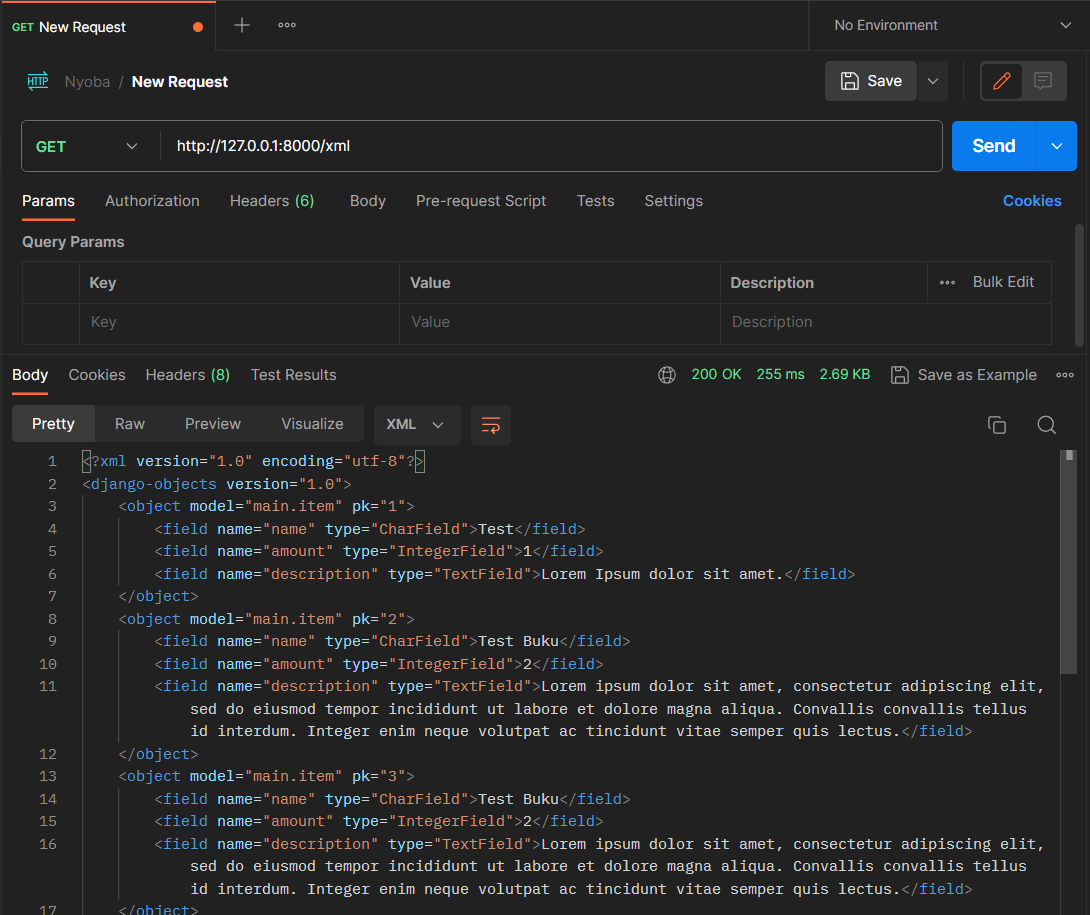 GET New Request
No Environment
HTTP Nyoba / New Request
Save
GET http://127.0.0.1:8000/xml
Send
Params Authorization Headers (6) Body Pre-request Script Tests Settings Cookies
Query Params
Key Value Description Bulk Edit
Key Value Description
Body Cookies Headers (8) Test Results 200 OK 255 ms 2.69 KB Save as Example
Pretty Raw Preview Visualize XML
1 <?xml version="1.0" encoding="utf-8"?>
2 <django-objects version="1.0">
3 <object model="main.item" pk="1">
4 <field name="name" type="CharField">Test</field>
5 <field name="amount" type="IntegerField">1</field>
6 <field name="description" type="TextField">Lorem Ipsum dolor sit amet.</field>
7 </object>
8 <object model="main.item" pk="2">
9 <field name="name" type="CharField">Test Buku</field>
10 <field name="amount" type="IntegerField">2</field>
11 <field name="description" type="TextField">Lorem ipsum dolor sit amet, consectetur adipiscing elit,
sed do eiusmod tempor incididunt ut labore et dolore magna aliqua. Convallis convallis tellus
id interdum. Integer enim neque volutpat ac tincidunt vitae semper quis lectus.</field>
12 </object>
13 <object model="main.item" pk="3">
14 <field name="name" type="CharField">Test Buku</field>
15 <field name="amount" type="IntegerField">2</field>
16 <field name="description" type="TextField">Lorem ipsum dolor sit amet, consectetur adipiscing elit,
sed do eiusmod tempor incididunt ut labore et dolore magna aliqua. Convallis convallis tellus
id interdum. Integer enim neque volutpat ac tincidunt vitae semper quis lectus.</field>
17 </object>